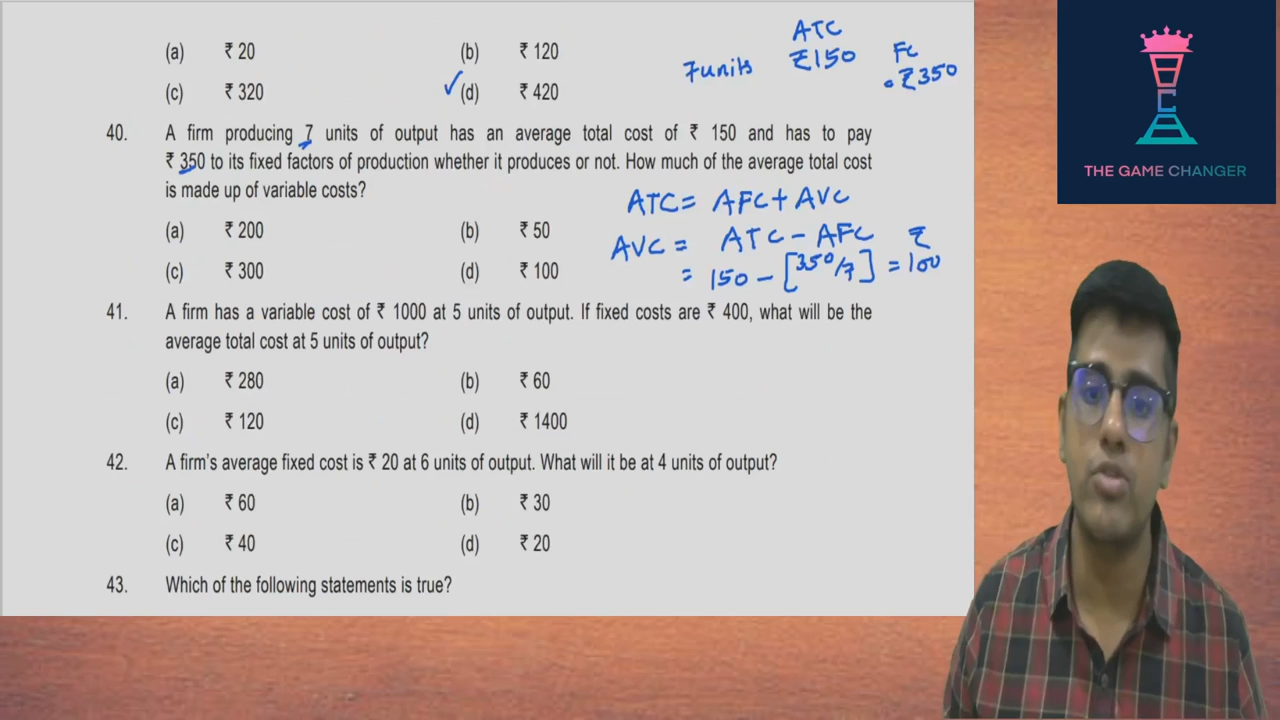 (a) ₹ 20 (b) ₹ 120
(c) ₹ 320 ✓(d) ₹ 420
ATC
7units ₹150 FC
₹350
40. A firm producing 7 units of output has an average total cost of ₹ 150 and has to pay
₹ 350 to its fixed factors of production whether it produces or not. How much of the average total cost
is made up of variable costs?
ATC = AFC + AVC
(a) ₹ 200 (b) ₹ 50
AVC = ATC - AFC
(c) ₹ 300 (d) ₹ 100
= 150 - [350/7] = ₹100
41. A firm has a variable cost of ₹ 1000 at 5 units of output. If fixed costs are ₹ 400, what will be the
average total cost at 5 units of output?
(a) ₹ 280 (b) ₹ 60
(c) ₹ 120 (d) ₹ 1400
42. A firm's average fixed cost is ₹ 20 at 6 units of output. What will it be at 4 units of output?
(a) ₹ 60 (b) ₹ 30
(c) ₹ 40 (d) ₹ 20
43. Which of the following statements is true?
THE GAME CHANGER